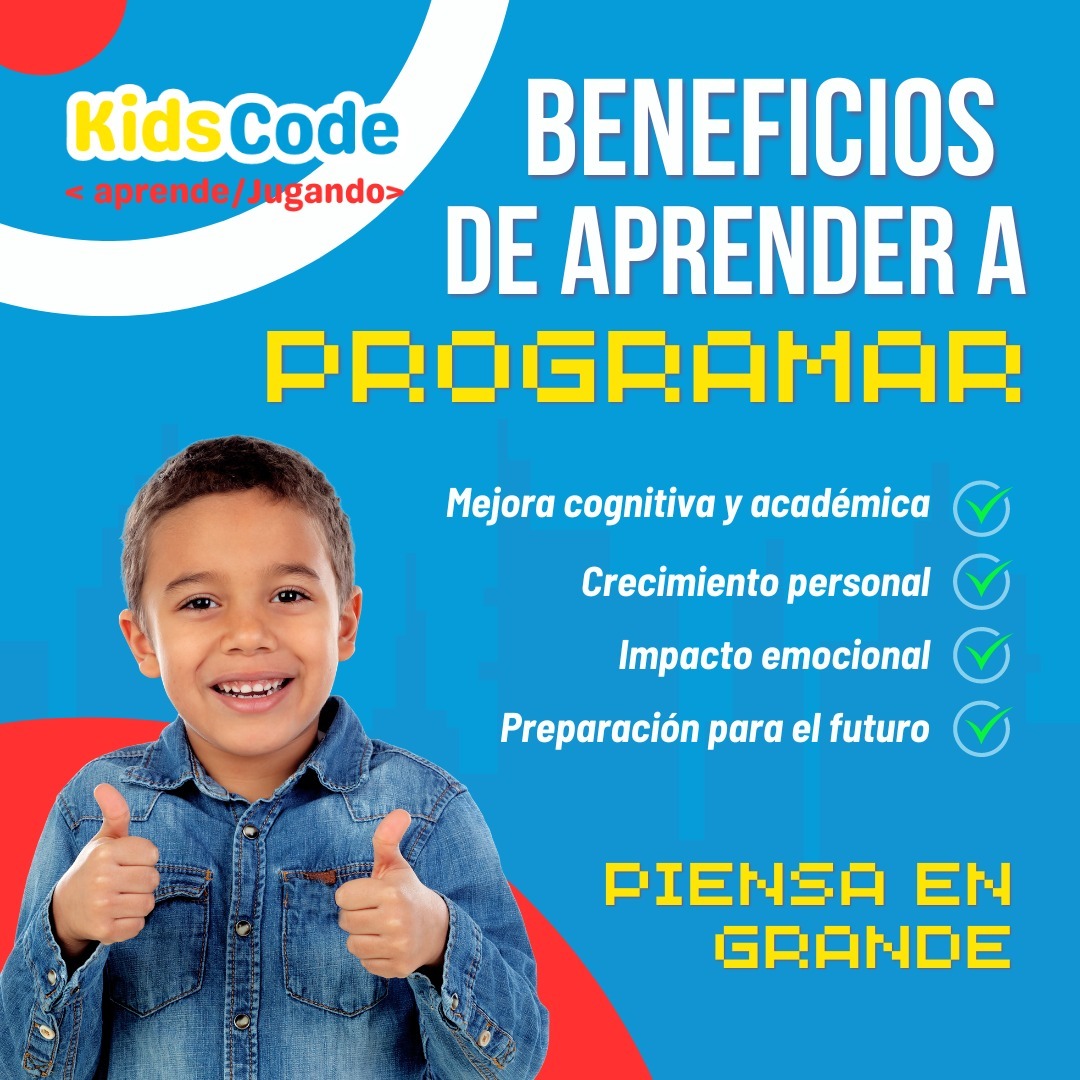 KidsCode
< aprende/Jugando>
BENEFICIOS
DE APRENDER A
PROGRAMAR
Mejora cognitiva y académica
Crecimiento personal
Impacto emocional
Preparación para el futuro
PIENSA EN
GRANDE